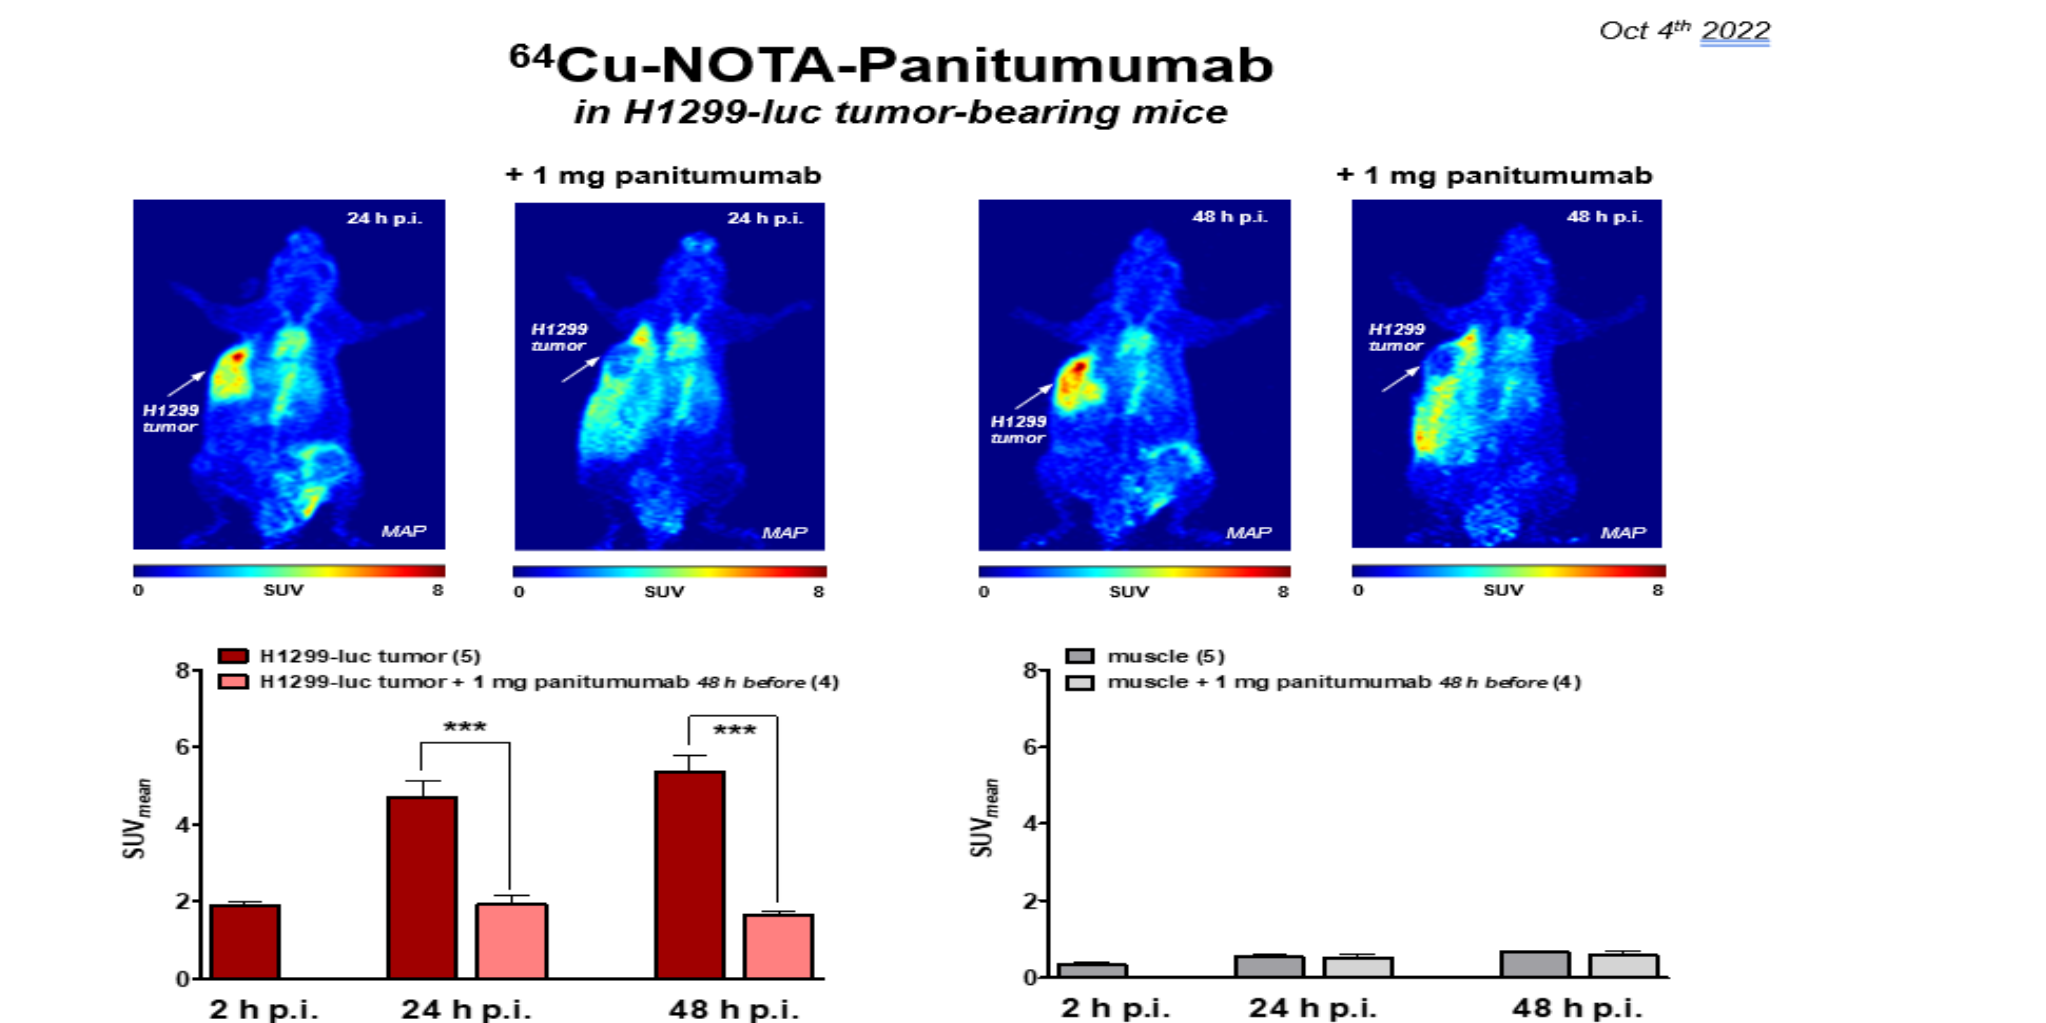 Oct 4th 2022
64Cu-NOTA-Panitumumab
in H1299-luc tumor-bearing mice
+ 1 mg panitumumab
+ 1 mg panitumumab
24 h p.i.
24 h p.i.
48 h p.i.
48 h p.i.
H1299
tumor
H1299
tumor
H1299
tumor
H1299
tumor
MAP
MAP
MAP
MAP
0 SUV 8
0 SUV 8
0 SUV 8
0 SUV 8
H1299-luc tumor (5)
H1299-luc tumor + 1 mg panitumumab 48 h before (4)
8
6
4
2
0
SUVmean
***
***
2 h p.i. 24 h p.i. 48 h p.i.
muscle (5)
muscle + 1 mg panitumumab 48 h before (4)
8
6
4
2
0
SUVmean
2 h p.i. 24 h p.i. 48 h p.i.